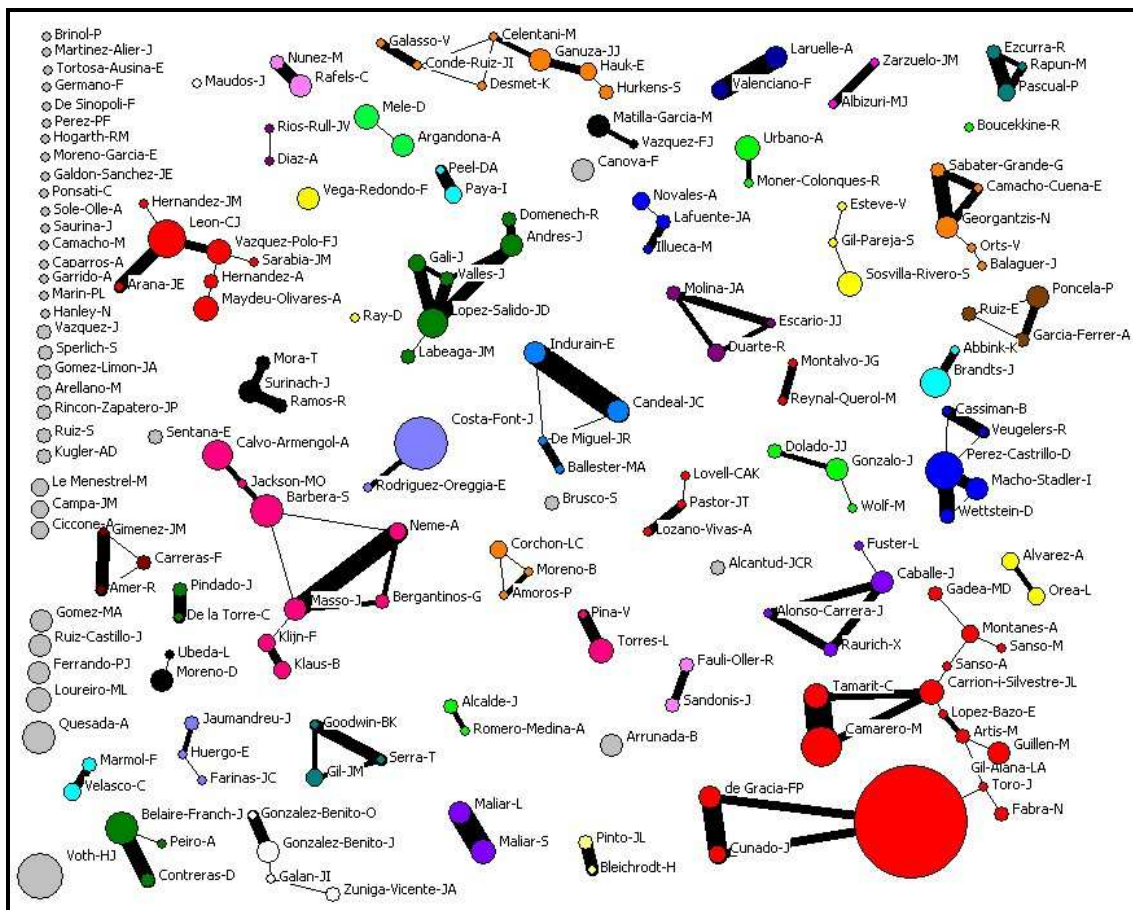 Brinol-P
Martinez-Alier-J
Tortosa-Ausina-E
Germano-F
De Sinopoli-F
Perez-PF
Hogarth-RM
Moreno-Garcia-E
Galdon-Sanchez-JE
Ponsati-C
Sole-Olle-A
Saurina-J
Camacho-M
Caparros-A
Garrido-A
Marin-PL
Hanley-N
Vazquez-J
Sperlich-S
Gomez-Limon-JA
Arellano-M
Rincon-Zapatero-JP
Ruiz-S
Kugler-AD
Le Menestrel-M
Campa-JM
Ciccone-A
Gomez-MA
Ruiz-Castillo-J
Ferrando-PJ
Loureiro-ML
Quesada-A
Voth-HJ
Maudos-J
Nunez-M
Rafels-C
Galasso-V
Celentani-M
Conde-Ruiz-JI
Ganuza-JJ
Hauk-E
Desmet-K
Hurkens-S
Laruelle-A
Valenciano-F
Zarzuelo-JM
Albizuri-MJ
Ezcurra-R
Rapun-M
Pascual-P
Rios-Rull-JV
Diaz-A
Mele-D
Argandona-A
Matilla-Garcia-M
Vazquez-FJ
Canova-F
Urbano-A
Moner-Colonques-R
Boucekkine-R
Peel-DA
Paya-I
Vega-Redondo-F
Novales-A
Lafuente-JA
Illueca-M
Esteve-V
Gil-Pareja-S
Sosvilla-Rivero-S
Sabater-Grande-G
Camacho-Cuena-E
Georgantzis-N
Orts-V
Balaguer-J
Hernandez-JM
Leon-CJ
Vazquez-Polo-FJ
Sarabia-JM
Hernandez-A
Arana-JE
Maydeu-Olivares-A
Domenech-R
Andres-J
Gali-J
Valles-J
Lopez-Salido-JD
Labeaga-JM
Ray-D
Molina-JA
Escario-JJ
Duarte-R
Poncela-P
Ruiz-E
Garcia-Ferrer-A
Mora-T
Surinach-J
Ramos-R
Indurain-E
Candeal-JC
De Miguel-JR
Ballester-MA
Montalvo-JG
Reynal-Querol-M
Abbink-K
Brandts-J
Costa-Font-J
Rodriguez-Oreggia-E
Sentana-E
Calvo-Armengol-A
Jackson-MO
Barbera-S
Neme-A
Masso-J
Bergantinos-G
Klijn-F
Klaus-B
Brusco-S
Lovell-CAK
Pastor-JT
Lozano-Vivas-A
Dolado-JJ
Gonzalo-J
Wolf-M
Cassiman-B
Veugelers-R
Perez-Castrillo-D
Macho-Stadler-I
Wettstein-D
Gimenez-JM
Carreras-F
Amer-R
Pindado-J
De la Torre-C
Ubeda-L
Moreno-D
Corchon-LC
Moreno-B
Amoros-P
Alcantud-JCR
Fuster-L
Caballe-J
Alonso-Carrera-J
Raurich-X
Alvarez-A
Orea-L
Pina-V
Torres-L
Fauli-Oller-R
Sandonis-J
Gadea-MD
Montanes-A
Sanso-M
Sanso-A
Tamarit-C
Carrion-i-Silvestre-JL
Camarero-M
Lopez-Bazo-E
Artis-M
Guillen-M
Gil-Alana-LA
Toro-J
Fabra-N
de Gracia-FP
Cunado-J
Jaumandreu-J
Huergo-E
Farinas-JC
Goodwin-BK
Serra-T
Gil-JM
Alcalde-J
Romero-Medina-A
Arrunada-B
Marmol-F
Velasco-C
Belaire-Franch-J
Peiro-A
Contreras-D
Gonzalez-Benito-O
Gonzalez-Benito-J
Galan-JI
Zuniga-Vicente-JA
Maliar-L
Maliar-S
Pinto-JL
Bleichrodt-H